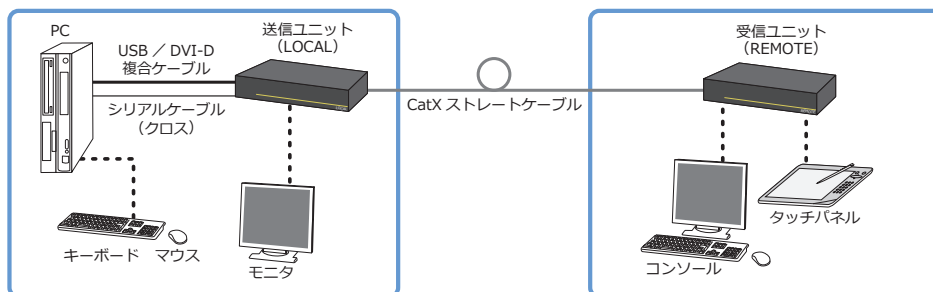 PC
USB ／ DVI-D
複合ケーブル
シリアルケーブル
（クロス）
送信ユニット
（LOCAL）
キーボード
マウス
モニタ
CatX ストレートケーブル
受信ユニット
（REMOTE）
コンソール
タッチパネル